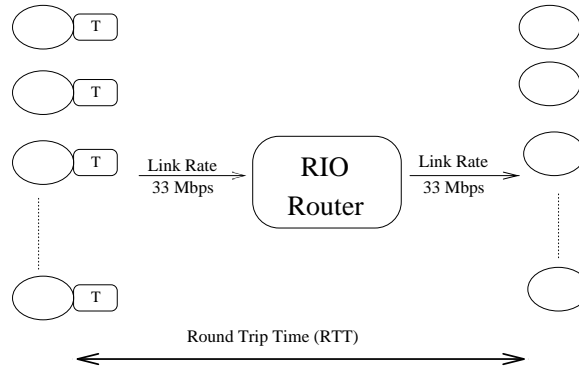 T
T
T
Link Rate
33 Mbps
RIO
Router
Link Rate
33 Mbps
T
Round Trip Time (RTT)